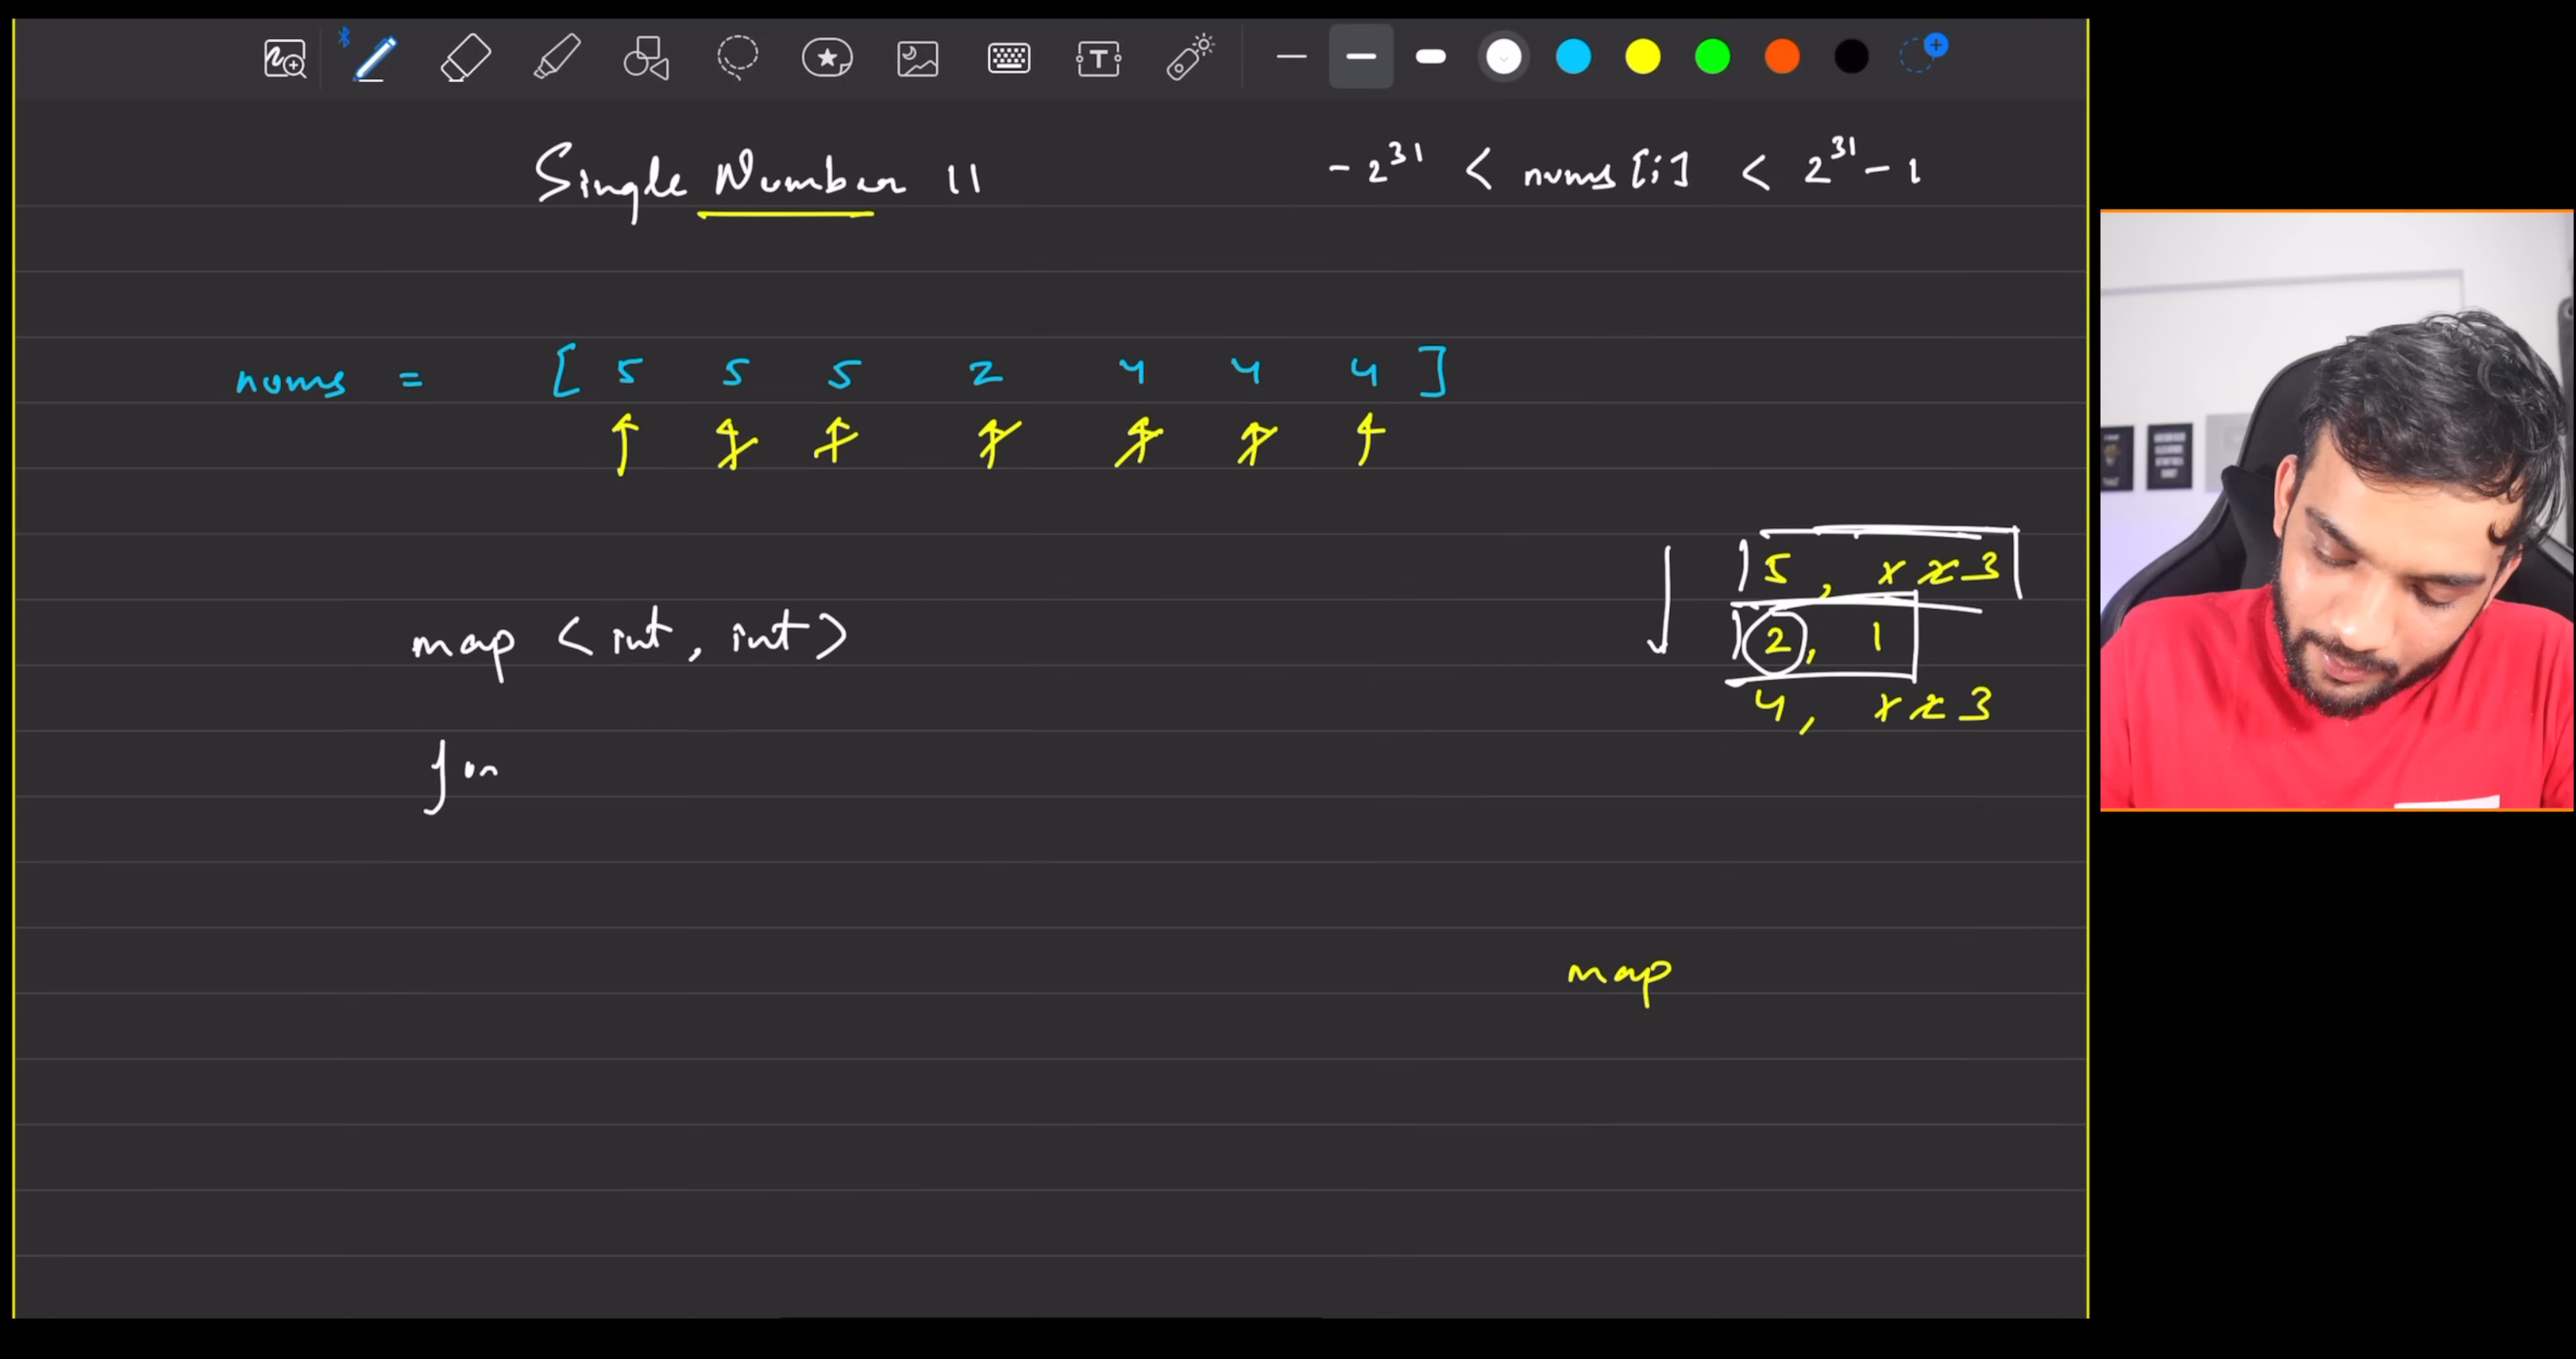 Single Number II
-2^31 < nums[i] < 2^31 - 1
nums = [ 5 5 5 2 4 4 4 ]
5, 1 2 3
2, 1
4, 1 2 3
map <int, int>
for
map